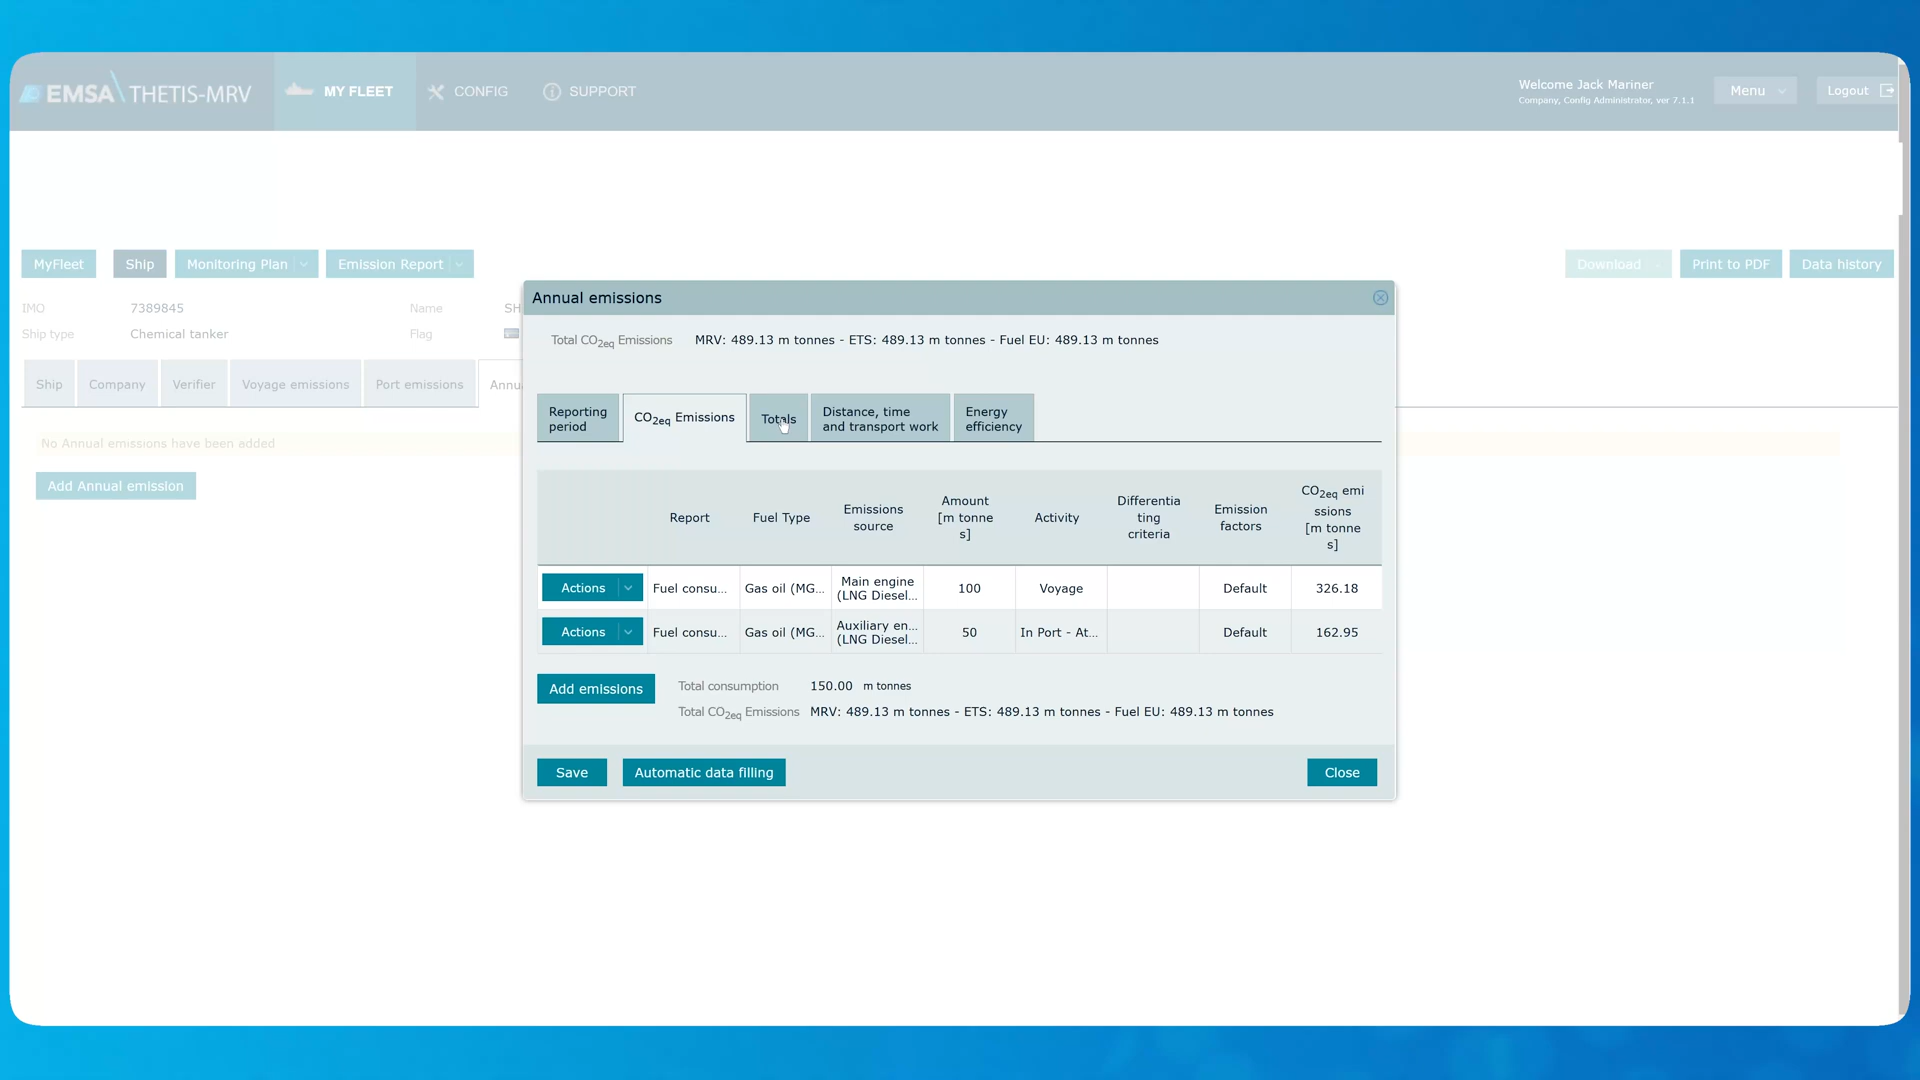 EMSA THETIS-MRV
MY FLEET
CONFIG
SUPPORT
Welcome Jack Mariner
Company, Config Administrator, ver 7.1.1
Menu
Logout
MyFleet
Ship
Monitoring Plan
Emission Report
Download
Print to PDF
Data history
IMO 7389845 Name SH
Ship type Chemical tanker Flag
Ship
Company
Verifier
Voyage emissions
Port emissions
Annu
No Annual emissions have been added
Add Annual emission
Annual emissions
Total CO2eq Emissions MRV: 489.13 m tonnes - ETS: 489.13 m tonnes - Fuel EU: 489.13 m tonnes
Reporting
period
CO2eq Emissions
Totals
Distance, time
and transport work
Energy
efficiency
Report
Fuel Type
Emissions
source
Amount
[m tonne
s]
Activity
Differentia
ting
criteria
Emission
factors
CO2eq emi
ssions
[m tonne
s]
Actions
Fuel consu...
Gas oil (MG...
Main engine
(LNG Diesel...
100
Voyage
Default
326.18
Actions
Fuel consu...
Gas oil (MG...
Auxiliary en...
(LNG Diesel...
50
In Port - At...
Default
162.95
Add emissions
Total consumption 150.00 m tonnes
Total CO2eq Emissions MRV: 489.13 m tonnes - ETS: 489.13 m tonnes - Fuel EU: 489.13 m tonnes
Save
Automatic data filling
Close